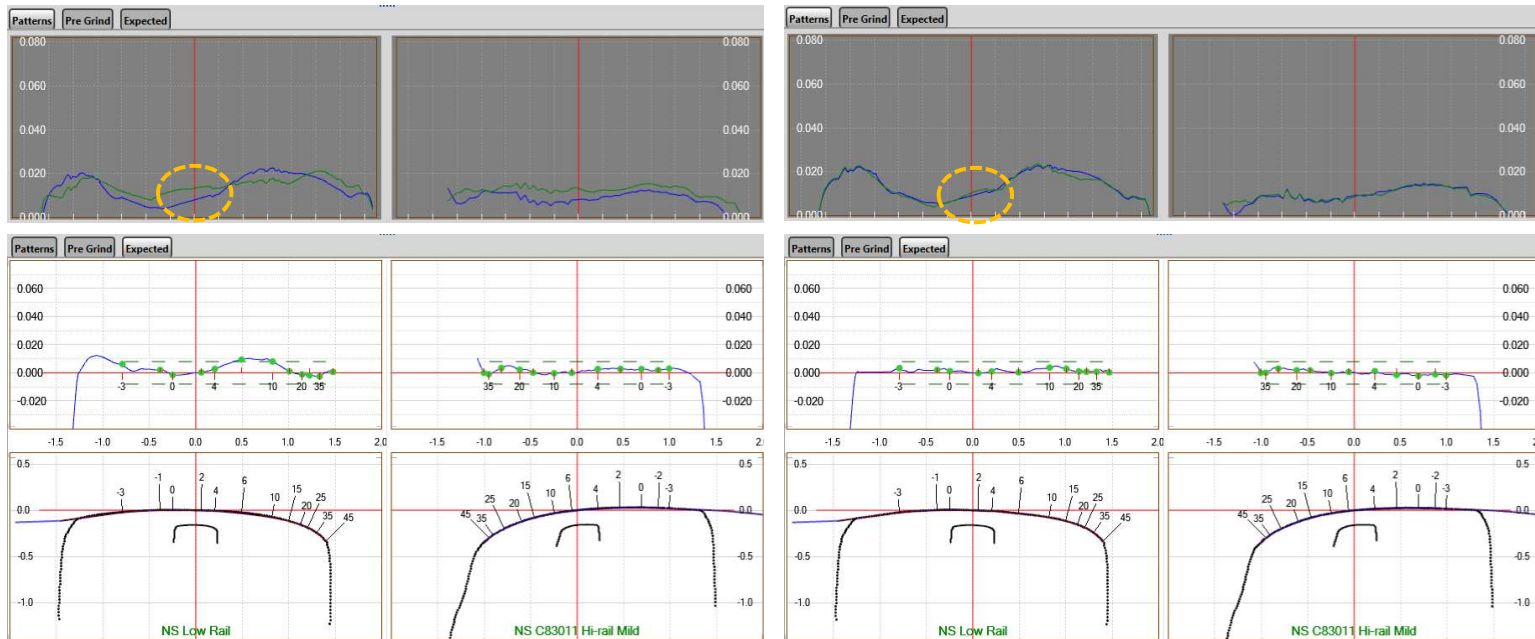 Patterns Pre Grind Expected
0.080 0.080
0.060 0.060
0.040 0.040
0.020 0.020
0.000 0.000
Patterns Pre Grind Expected
0.080 0.080
0.060 0.060
0.040 0.040
0.020 0.020
0.000 0.000
Patterns Pre Grind Expected
0.060 0.060
0.040 0.040
0.020 0.020
0.000 0.000
-3 0 4 10 20 35
35 20 10 4 0 -3
-0.020 -0.020
-1.5 -1.0 -0.5 0.0 0.5 1.0 1.5 2.0
-1.5 -1.0 -0.5 0.0 0.5 1.0 1.5 2.
Patterns Pre Grind Expected
0.060 0.060
0.040 0.040
0.020 0.020
0.000 0.000
-3 0 4 10 20 35
35 20 10 4 0 -3
-0.020 -0.020
-1.5 -1.0 -0.5 0.0 0.5 1.0 1.5 2.0
-1.5 -1.0 -0.5 0.0 0.5 1.0 1.5 2.
0.5 0.5
0.0 0.0
-0.5 -0.5
-1.0 -1.0
-3 -1 0 2 4 6 10 15 20 25 35 45
NS Low Rail
45 35 25 20 15 10 6 4 2 0 -2 -3
NS C83011 Hi-rail Mild
0.5 0.5
0.0 0.0
-0.5 -0.5
-1.0 -1.0
-3 -1 0 2 4 6 10 15 20 25 35 45
NS Low Rail
45 35 25 20 15 10 6 4 2 0 -2 -3
NS C83011 Hi-rail Mild